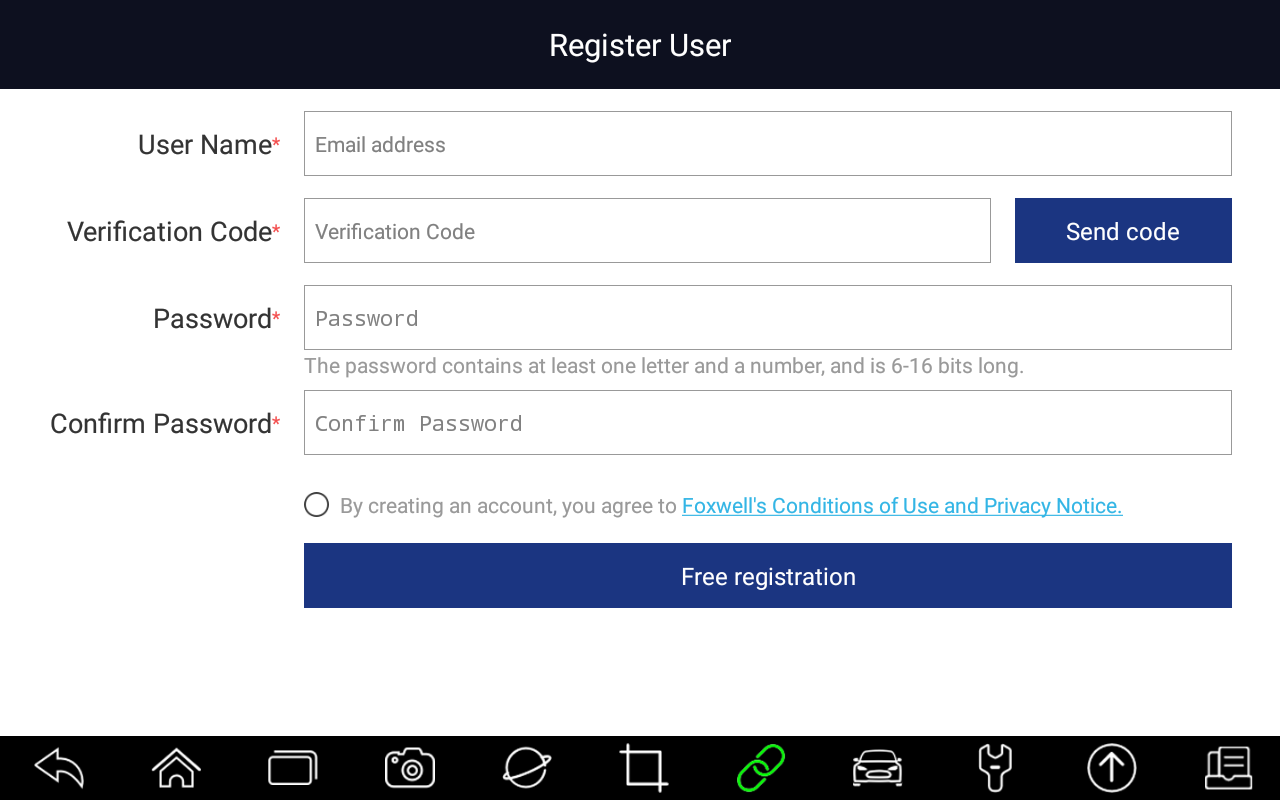 Register User
User Name* Email address
Verification Code* Verification Code Send code
Password* Password
The password contains at least one letter and a number, and is 6-16 bits long.
Confirm Password* Confirm Password
By creating an account, you agree to Foxwell's Conditions of Use and Privacy Notice.
Free registration